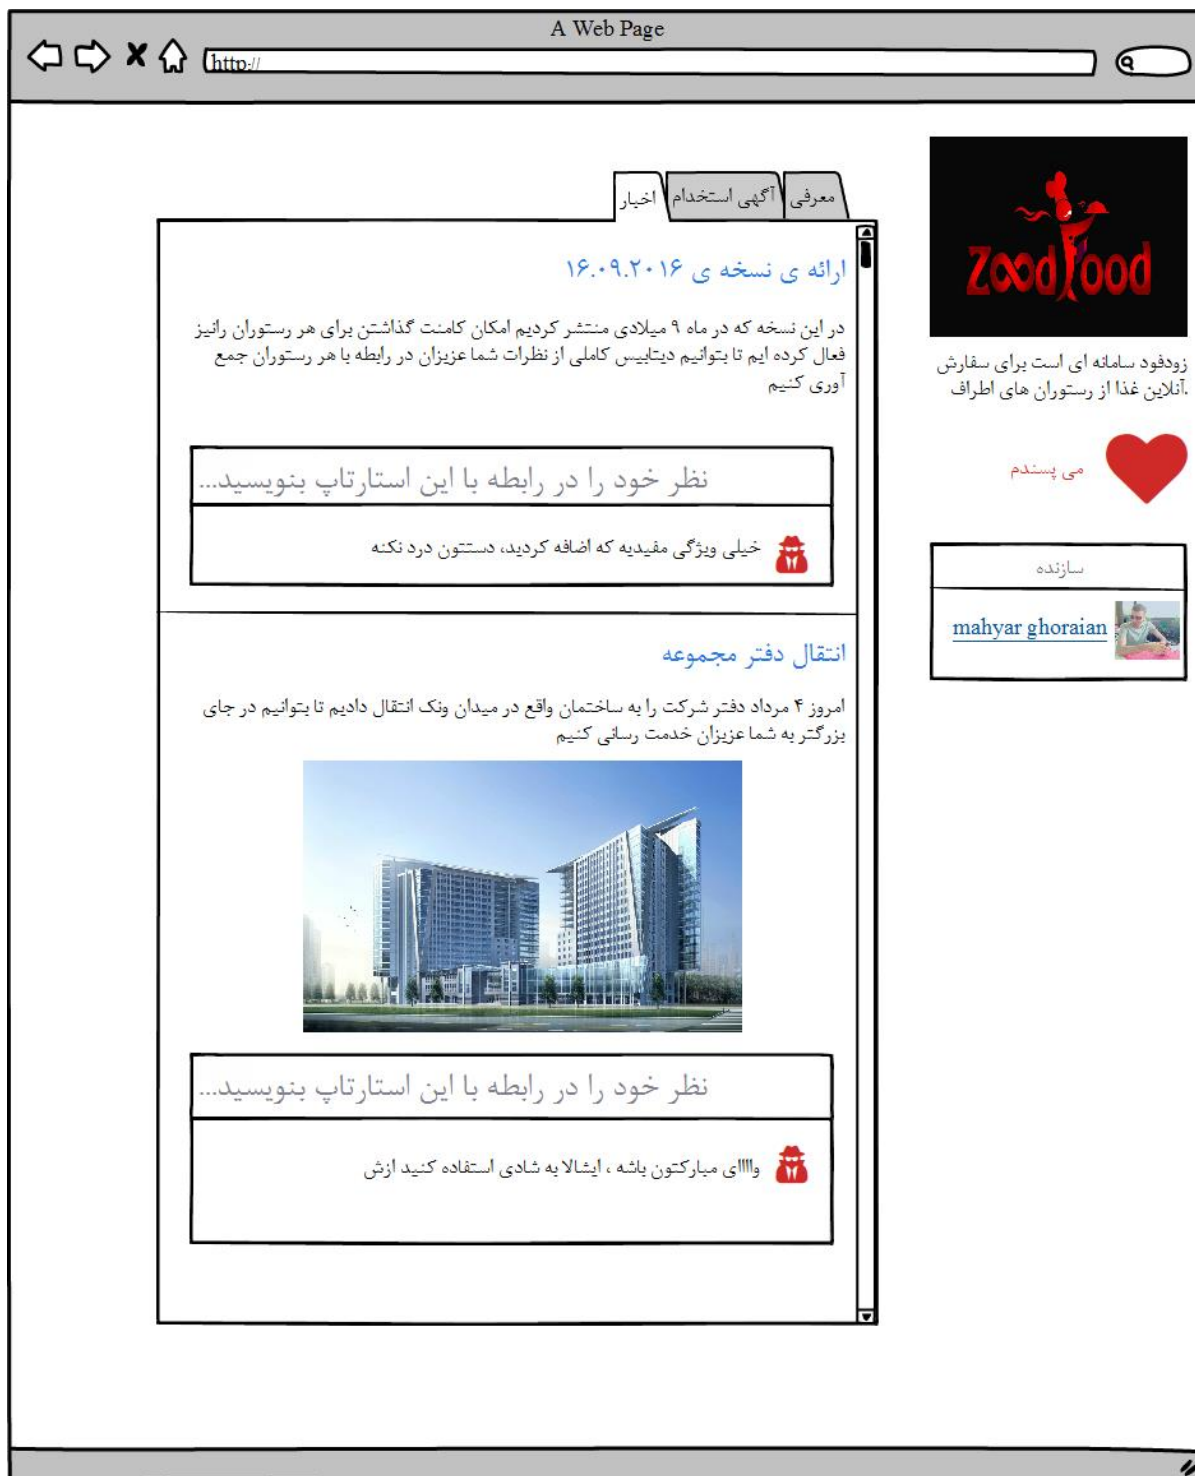 A Web Page
http://
Zoodfood
زودفود سامانه ای است برای سفارش
آنلاین غذا از رستوران های اطراف.
می پسندم
سازنده
mahyar ghoraian
معرفی
آگهی استخدام
اخبار
ارائه ی نسخه ی ۱۶.۰۹.۲۰۱۶
در این نسخه که در ماه ۹ میلادی منتشر کردیم امکان کامنت گذاشتن برای هر رستوران رانیز
فعال کرده ایم تا بتوانیم دیتابیس کاملی از نظرات شما عزیزان در رابطه با هر رستوران جمع
آوری کنیم
نظر خود را در رابطه با این استارتاپ بنویسید...
خیلی ویژگی مفیدیه که اضافه کردید، دستتون درد نکنه
انتقال دفتر مجموعه
امروز ۴ مرداد دفتر شرکت را به ساختمان واقع در میدان ونک انتقال دادیم تا بتوانیم در جای
بزرگتر به شما عزیزان خدمت رسانی کنیم
نظر خود را در رابطه با این استارتاپ بنویسید...
واااای مبارکتون باشه ، ایشالا به شادی استفاده کنید ازش